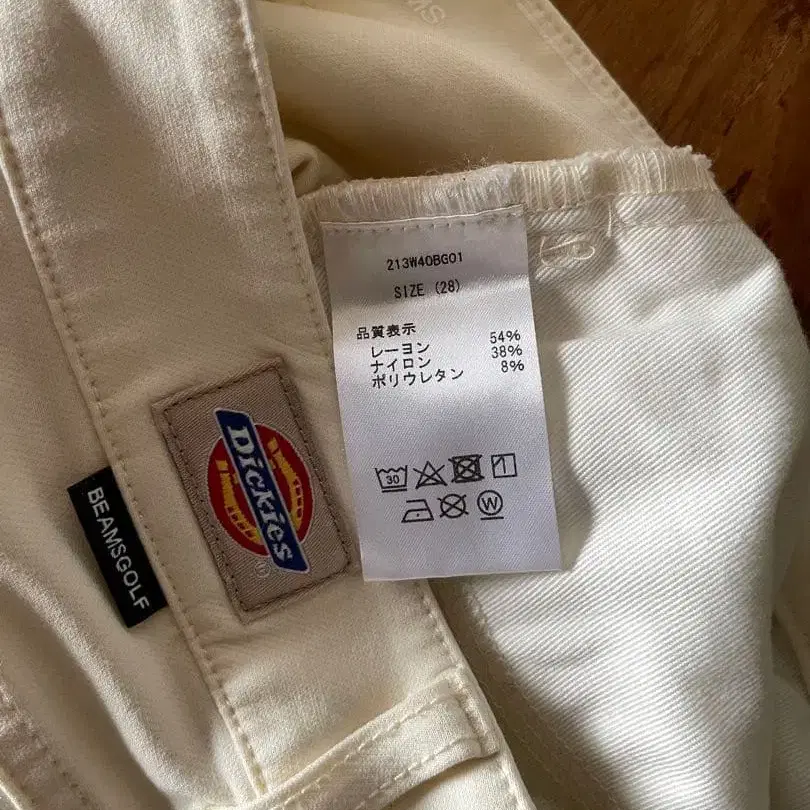 213W40BG01
SIZE (28)
品質表示
レーヨン 54%
ナイロン 38%
ポリウレタン 8%
30
W
Dickies
®
BEAMSGOLF